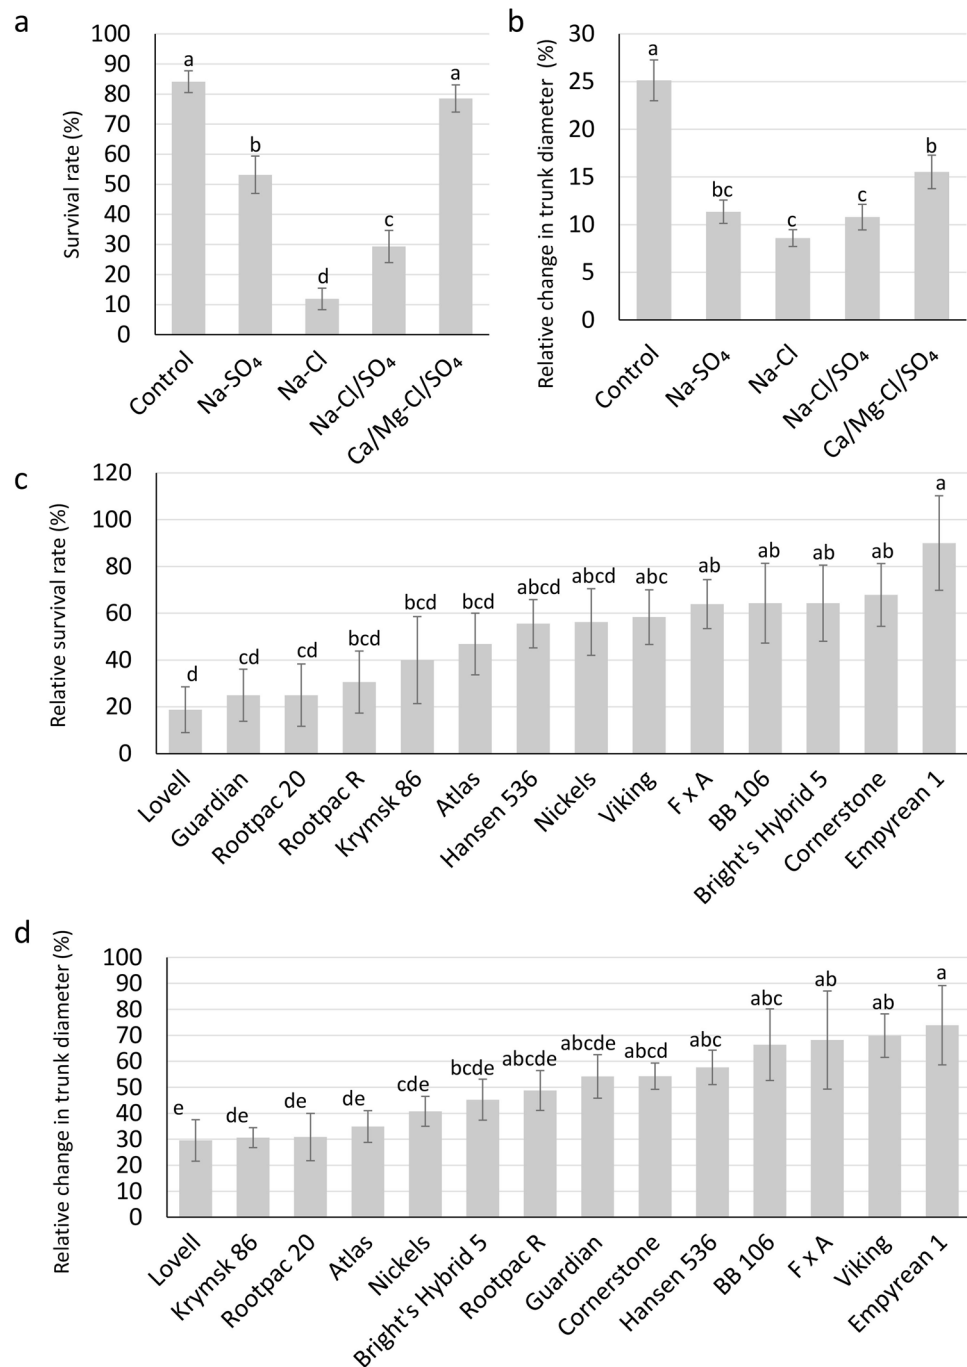 a
Survival rate (%)
100
90
80
70
60
50
40
30
20
10
0
a
b
d
c
a
Control
Na-SO₄
Na-Cl
Na-Cl/SO₄
Ca/Mg-Cl/SO₄
b
Relative change in trunk diameter (%)
30
25
20
15
10
5
0
a
bc
c
c
b
Control
Na-SO₄
Na-Cl
Na-Cl/SO₄
Ca/Mg-Cl/SO₄
c
Relative survival rate (%)
120
100
80
60
40
20
0
d
cd
cd
bcd
bcd
bcd
abcd
abcd
abc
ab
ab
ab
ab
a
Lovell
Guardian
Rootpac 20
Rootpac R
Krymsk 86
Atlas
Hansen 536
Nickels
Viking
F x A
BB 106
Bright's Hybrid 5
Cornerstone
Empyrean 1
d
Relative change in trunk diameter (%)
100
90
80
70
60
50
40
30
20
10
0
e
de
de
de
cde
bcde
abcde
abcde
abcd
abc
abc
ab
ab
a
Lovell
Krymsk 86
Rootpac 20
Atlas
Nickels
Bright's Hybrid 5
Rootpac R
Guardian
Cornerstone
Hansen 536
BB 106
F x A
Viking
Empyrean 1